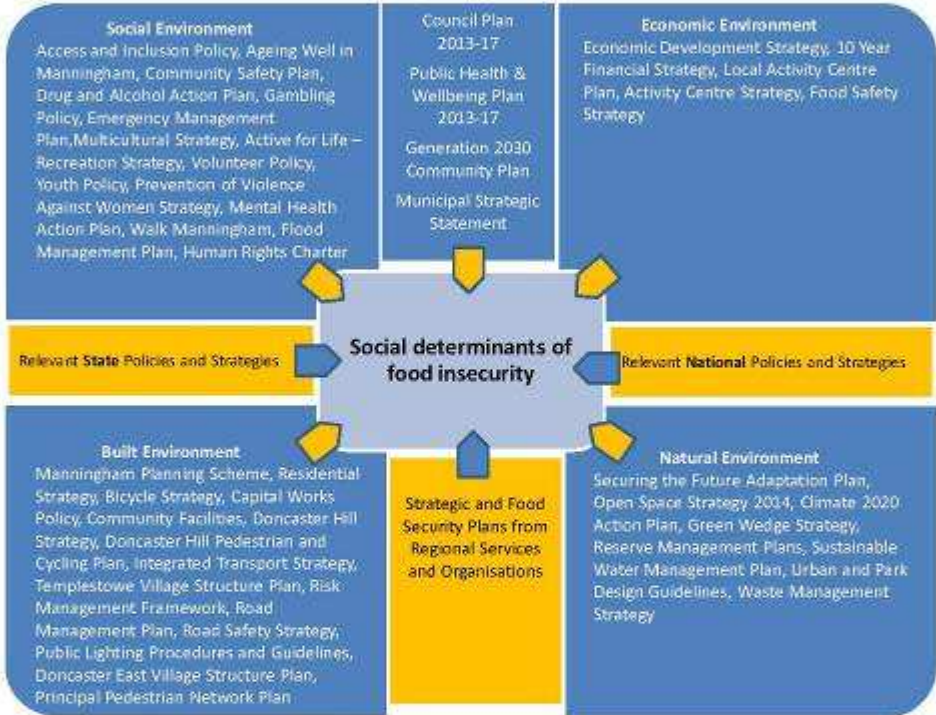 Social Environment
Access and Inclusion Policy, Ageing Well in
Manningham, Community Safety Plan,
Drug and Alcohol Action Plan, Gambling
Policy, Emergency Management
Plan,Multicultural Strategy, Active for Life –
Recreation Strategy, Volunteer Policy,
Youth Policy, Prevention of Violence
Against Women Strategy, Mental Health
Action Plan, Walk Manningham, Flood
Management Plan, Human Rights Charter
Council Plan
2013-17
Public Health &
Wellbeing Plan
2013-17
Generation 2030
Community Plan
Municipal Strategic
Statement
Economic Environment
Economic Development Strategy, 10 Year
Financial Strategy, Local Activity Centre
Plan, Activity Centre Strategy, Food Safety
Strategy
Relevant State Policies and Strategies
Social determinants of
food insecurity
Relevant National Policies and Strategies
Built Environment
Manningham Planning Scheme, Residential
Strategy, Bicycle Strategy, Capital Works
Policy, Community Facilities, Doncaster Hill
Strategy, Doncaster Hill Pedestrian and
Cycling Plan, Integrated Transport Strategy,
Templestowe Village Structure Plan, Risk
Management Framework, Road
Management Plan, Road Safety Strategy,
Public Lighting Procedures and Guidelines,
Doncaster East Village Structure Plan,
Principal Pedestrian Network Plan
Strategic and Food
Security Plans from
Regional Services
and Organisations
Natural Environment
Securing the Future Adaptation Plan,
Open Space Strategy 2014, Climate 2020
Action Plan, Green Wedge Strategy,
Reserve Management Plans, Sustainable
Water Management Plan, Urban and Park
Design Guidelines, Waste Management
Strategy